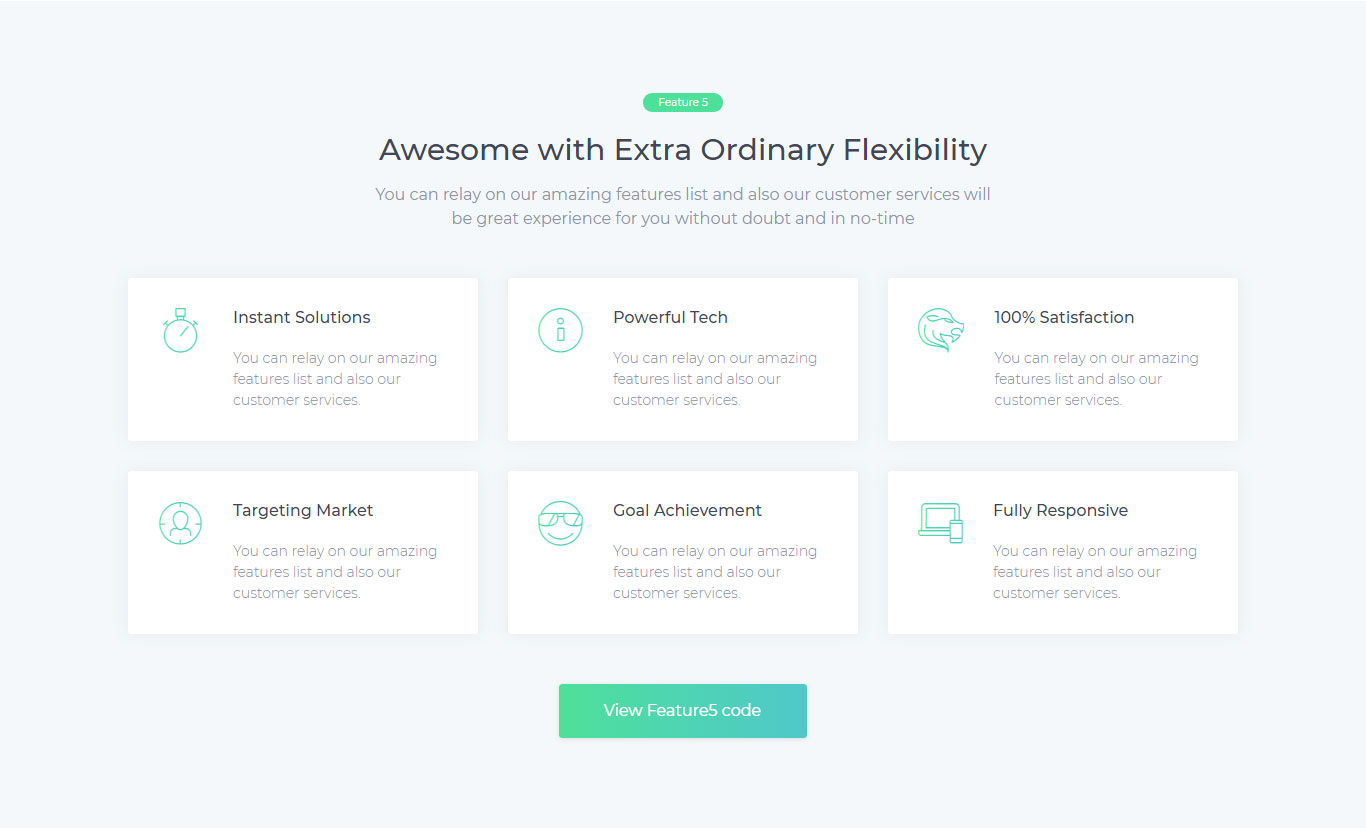 Feature 5
Awesome with Extra Ordinary Flexibility
You can relay on our amazing features list and also our customer services will
be great experience for you without doubt and in no-time
Instant Solutions
You can relay on our amazing
features list and also our
customer services.
Powerful Tech
You can relay on our amazing
features list and also our
customer services.
100% Satisfaction
You can relay on our amazing
features list and also our
customer services.
Targeting Market
You can relay on our amazing
features list and also our
customer services.
Goal Achievement
You can relay on our amazing
features list and also our
customer services.
Fully Responsive
You can relay on our amazing
features list and also our
customer services.
View Feature5 code